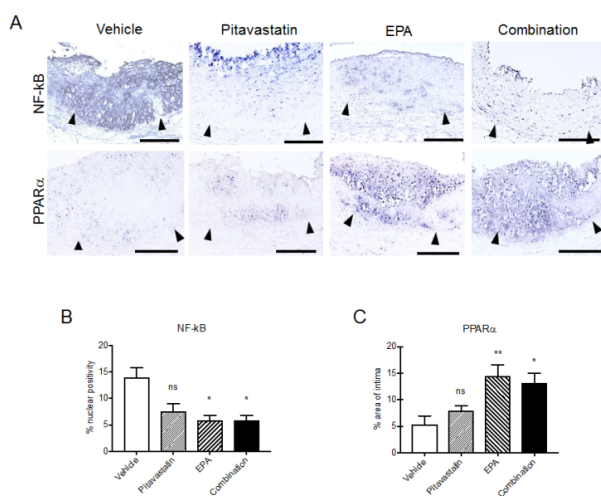 A
Vehicle Pitavastatin EPA Combination
NF-kB
PPARα
B
NF-kB
% nuclear positivity
20
15
10
5
0
ns
*
*
Vehicle
Pitavastatin
EPA
Combination
C
PPARα
% area of intima
20
15
10
5
0
ns
**
*
Vehicle
Pitavastatin
EPA
Combination